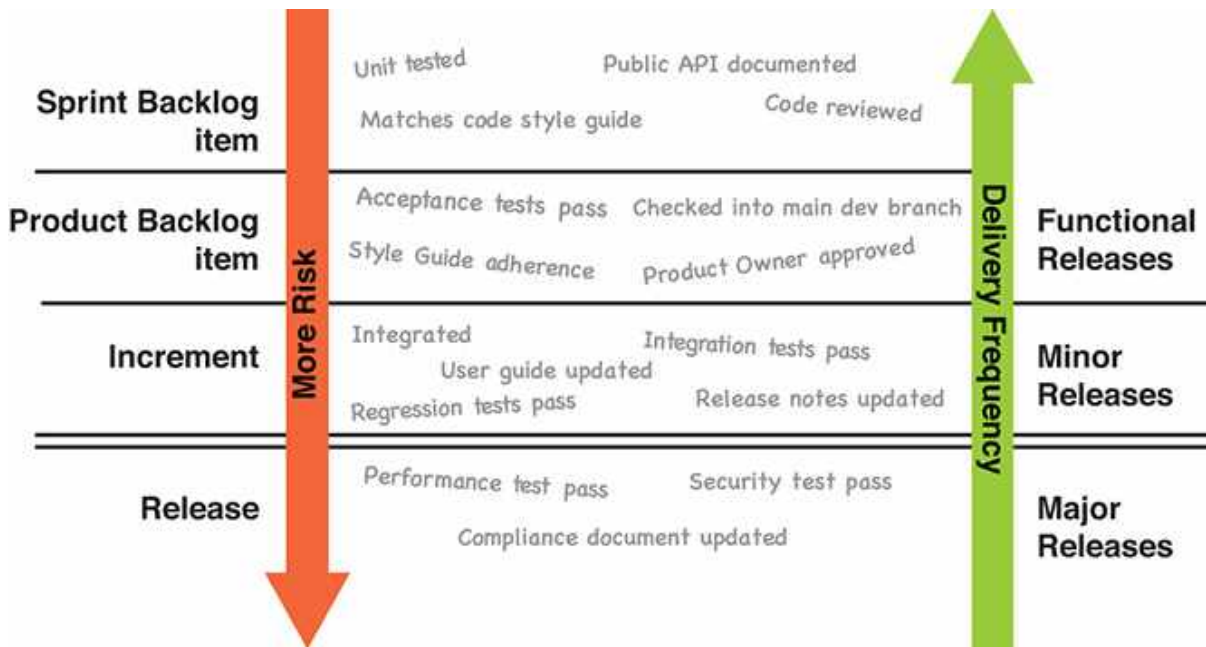 Unit tested
Public API documented
Sprint Backlog
item
Matches code style guide
Code reviewed
Product Backlog
item
Acceptance tests pass
Checked into main dev branch
Style Guide adherence
Product Owner approved
Functional
Releases
More Risk
Delivery Frequency
Increment
Integrated
Integration tests pass
User guide updated
Regression tests pass
Release notes updated
Minor
Releases
Release
Performance test pass
Security test pass
Compliance document updated
Major
Releases